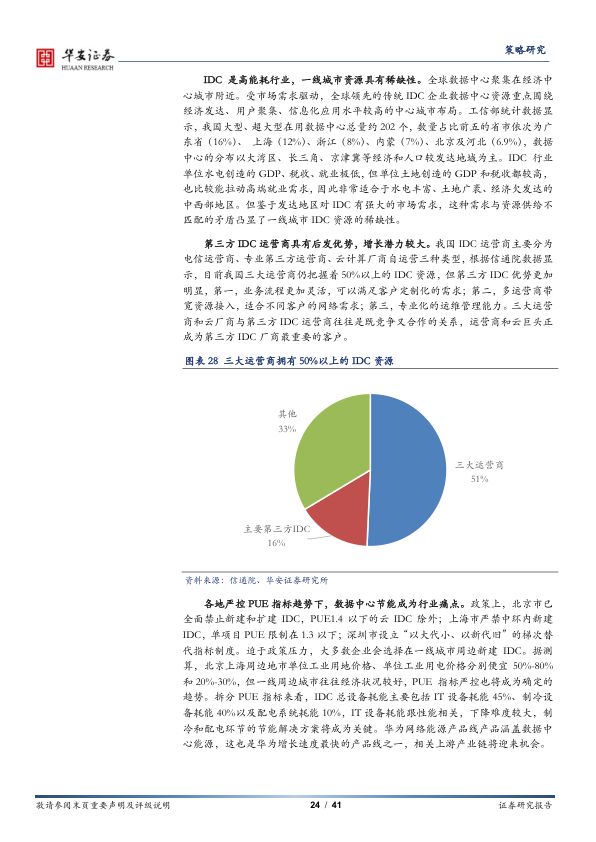 华安证券
HUAAN RESEARCH
策略研究
IDC 是高能耗行业，一线城市资源具有稀缺性。全球数据中心聚集在经济中
心城市附近。受市场需求驱动，全球领先的传统 IDC 企业数据中心资源重点围绕
经济发达、用户聚集、信息化应用水平较高的中心城市布局。工信部统计数据显
示，我国大型、超大型在用数据中心总量约 202 个，数量占比前五的省市依次为广
东省（16%）、 上海（12%）、浙江（8%）、内蒙（7%）、北京及河北（6.9%），数据
中心的分布以大湾区、长三角、京津冀等经济和人口较发达地域为主。IDC 行业
单位水电创造的 GDP、税收、就业极低，但单位土地创造的 GDP 和税收都较高，
也比较能拉动高端就业需求，因此非常适合于水电丰富、土地广袤、经济欠发达的
中西部地区。但鉴于发达地区对 IDC 有强大的市场需求，这种需求与资源供给不
匹配的矛盾凸显了一线城市 IDC 资源的稀缺性。
第三方 IDC 运营商具有后发优势，增长潜力较大。我国 IDC 运营商主要分为
电信运营商、专业第三方运营商、云计算厂商自运营三种类型，根据信通院数据显
示，目前我国三大运营商仍把握着 50%以上的 IDC 资源，但第三方 IDC 优势更加
明显，第一，业务流程更加灵活，可以满足客户定制化的需求；第二，多运营商带
宽资源接入，适合不同客户的网络需求；第三，专业化的运维管理能力。三大运营
商和云厂商与第三方 IDC 运营商往往是既竞争又合作的关系，运营商和云巨头正
成为第三方 IDC 厂商最重要的客户。
图表 28 三大运营商拥有 50%以上的 IDC 资源
其他
33%
三大运营商
51%
主要第三方IDC
16%
资料来源：信通院、华安证券研究所
各地严控 PUE 指标趋势下，数据中心节能成为行业痛点。政策上，北京市已
全面禁止新建和扩建 IDC，PUE1.4 以下的云 IDC 除外；上海市严禁中环内新建
IDC，单项目 PUE 限制在 1.3 以下；深圳市设立“以大代小、以新代旧”的梯次替
代指标制度。迫于政策压力，大多数企业会选择在一线城市周边新建 IDC。据测
算，北京上海周边地市单位工业用地价格、单位工业用电价格分别便宜 50%-80%
和 20%-30%，但一线周边城市往往经济状况较好，PUE 指标严控也将成为确定的
趋势。拆分 PUE 指标来看，IDC 总设备耗能主要包括 IT 设备耗能 45%、制冷设
备耗能 40%以及配电系统耗能 10%，IT 设备耗能跟性能相关，下降难度较大，制
冷和配电环节的节能解决方案将成为关键。华为网络能源产品线产品涵盖数据中
心能源，这也是华为增长速度最快的产品线之一，相关上游产业链将迎来机会。
敬请参阅末页重要声明及评级说明
24 / 41
证券研究报告